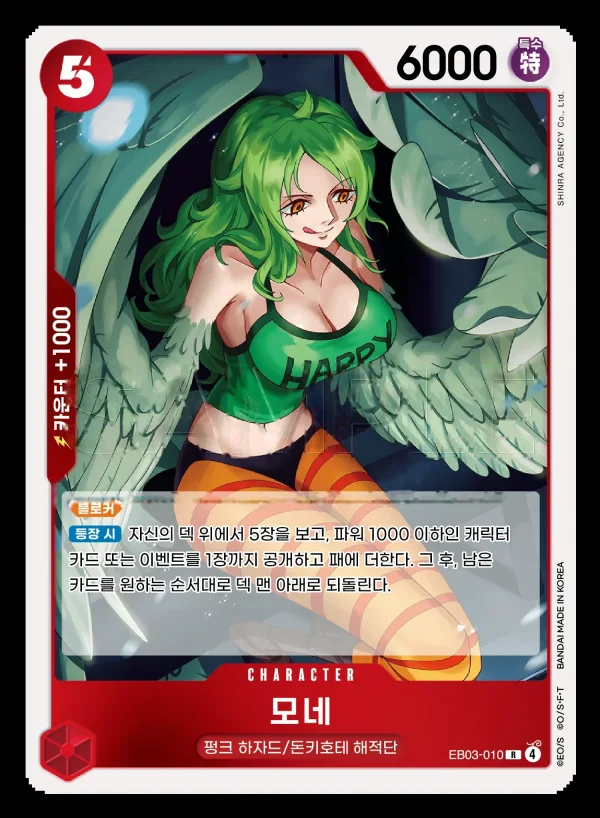 5
6000
특수
特
SHINRA AGENCY Co., Ltd.
카운터 +1000
HAPPY
SAMPLE
블로커
등장 시 자신의 덱 위에서 5장을 보고, 파워 1000 이하인 캐릭터
카드 또는 이벤트를 1장까지 공개하고 패에 더한다. 그 후, 남은
카드를 원하는 순서대로 덱 맨 아래로 되돌린다.
CHARACTER
모네
펑크 하자드/돈키호테 해적단
EB03-010 R 4
©EO/S ©O/S·F·T BANDAI MADE IN KOREA